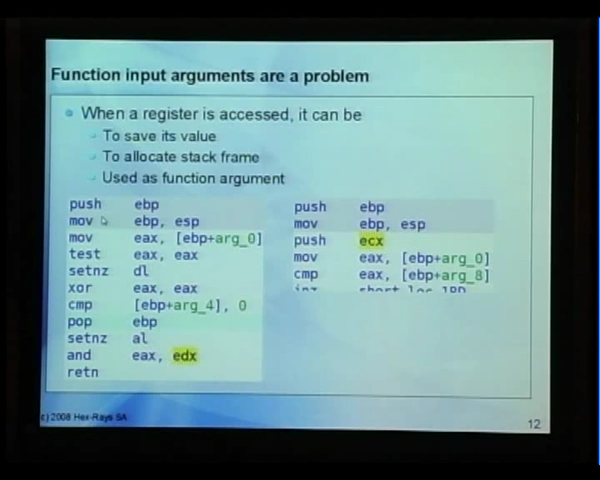 Function input arguments are a problem
When a register is accessed, it can be
To save its value
To allocate stack frame
Used as function argument
push ebp
mov ebp, esp
mov eax, [ebp+arg_0]
test eax, eax
setnz dl
xor eax, eax
cmp [ebp+arg_4], 0
pop ebp
setnz al
and eax, edx
retn
push ebp
mov ebp, esp
push ecx
mov eax, [ebp+arg_0]
cmp eax, [ebp+arg_8]
short loc
c) 2008 Hex-Rays SA
12